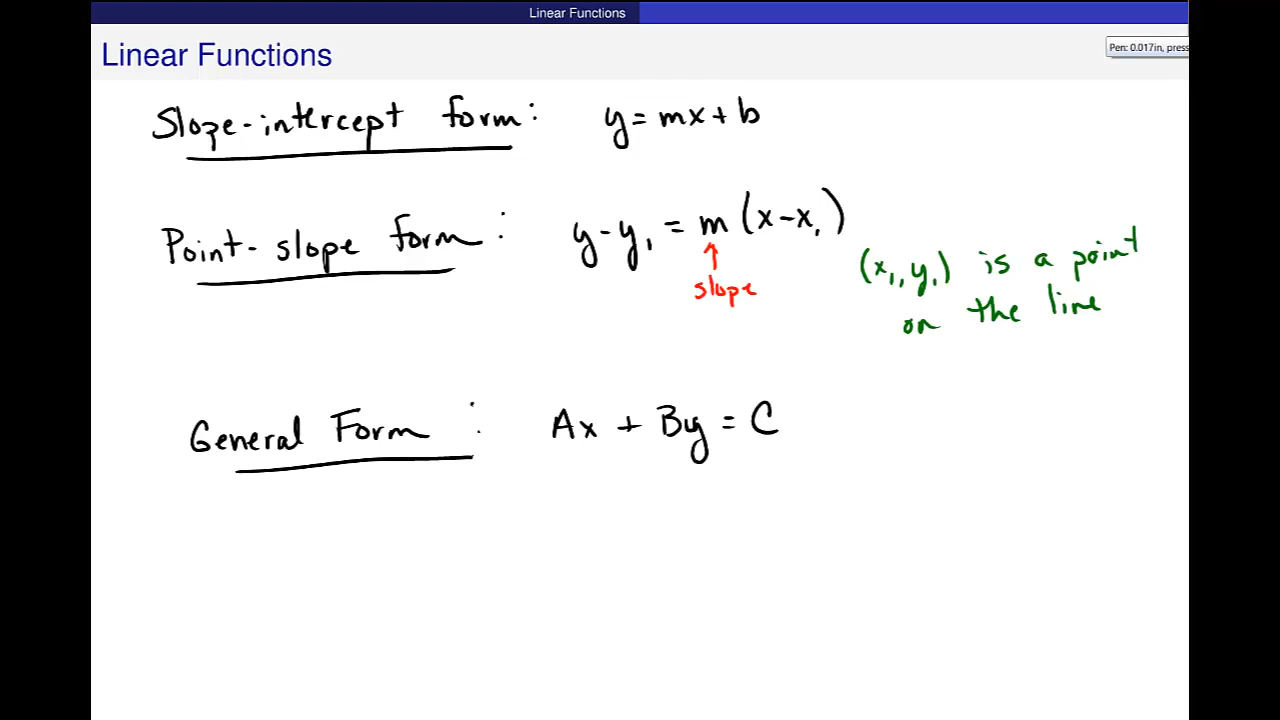 Linear Functions
Linear Functions
Pen: 0.017in, press
Slope-intercept form: y = mx + b
Point-slope form: y - y₁ = m (x - x₁)
slope
(x₁, y₁) is a point
on the line
General Form: Ax + By = C